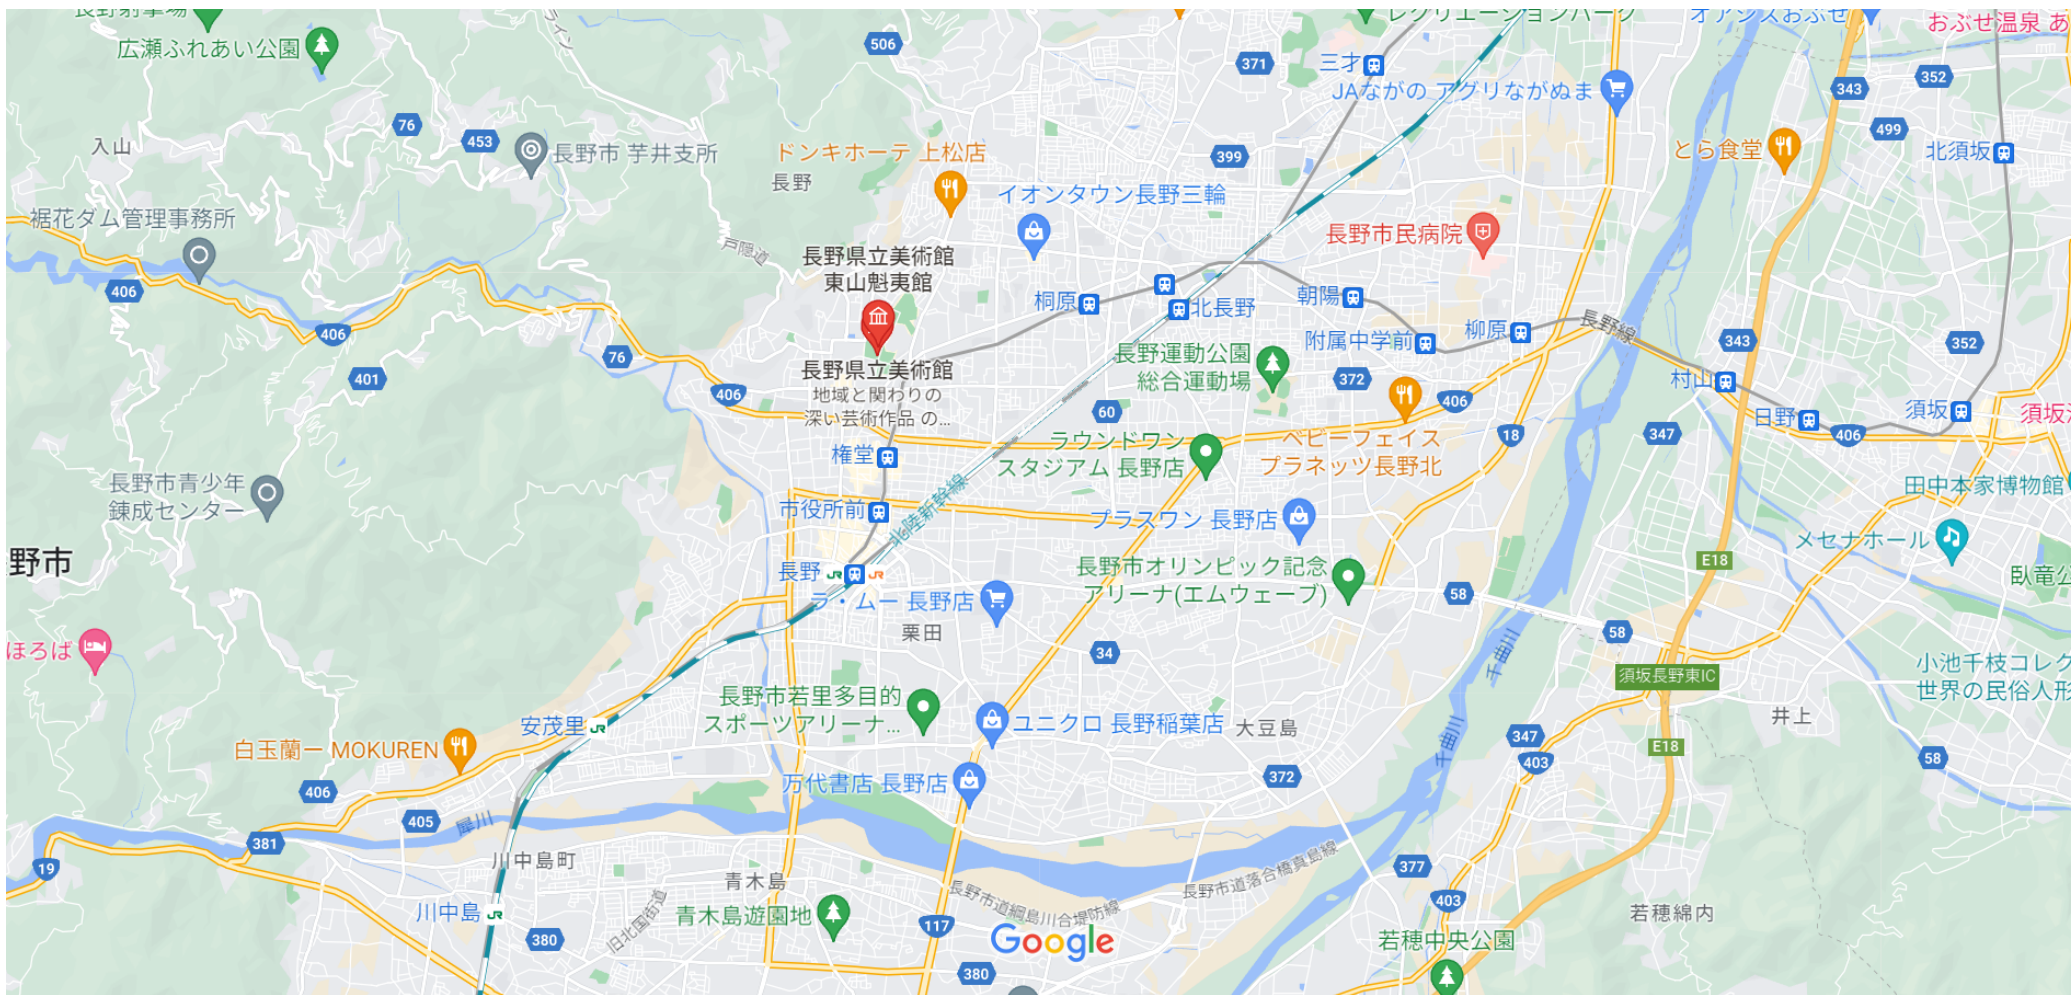 長野射撃場
広瀬ふれあい公園
506
371
三才
レクリエーションパーク
オアシスおぶせ
おぶせ温泉 あ
352
343
JAながの アグリながぬま
入山
76
453
長野市 芋井支所
ドンキホーテ 上松店
長野
399
499
とら食堂
北須坂
裾花ダム管理事務所
戸隠道
イオンタウン長野三輪
長野市民病院
長野県立美術館
東山魁夷館
406
406
桐原
北長野
朝陽
附属中学前
柳原
長野線
343
352
76
401
長野県立美術館
地域と関わりの
深い芸術作品 の...
長野運動公園
総合運動場
372
村山
406
60
406
18
347
日野
406
須坂
須坂
権堂
ラウンドワン
スタジアム 長野店
ベビーフェイス
プラネッツ長野北
長野市青少年
錬成センター
田中本家博物館
市役所前
北陸新幹線
プラスワン 長野店
メセナホール
野市
長野
JR
JR
長野市オリンピック記念
アリーナ(エムウェーブ)
E18
臥竜公
58
ラ・ムー 長野店
栗田
58
ほろば
34
千曲川
須坂長野東IC
小池千枝コレク
世界の民俗人形
長野市若里多目的
スポーツアリーナ...
安茂里
JR
ユニクロ 長野稲葉店
大豆島
千曲川
井上
347
403
E18
58
白玉蘭ー MOKUREN
万代書店 長野店
372
406
405
犀川
381
19
川中島町
青木島
長野市道綱島川合堤防線
長野市道落合橋真島線
377
403
川中島
JR
旧北国街道
青木島遊園地
117
若穂綿内
380
Google
若穂中央公園
380